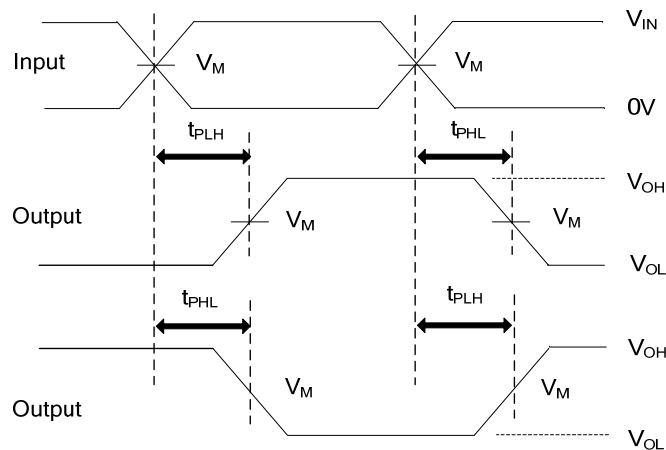 V_IN
Input
V_M
V_M
0V
t_PLH
t_PHL
V_OH
Output
V_M
V_M
V_OL
t_PHL
t_PLH
V_OH
V_M
V_M
Output
V_OL